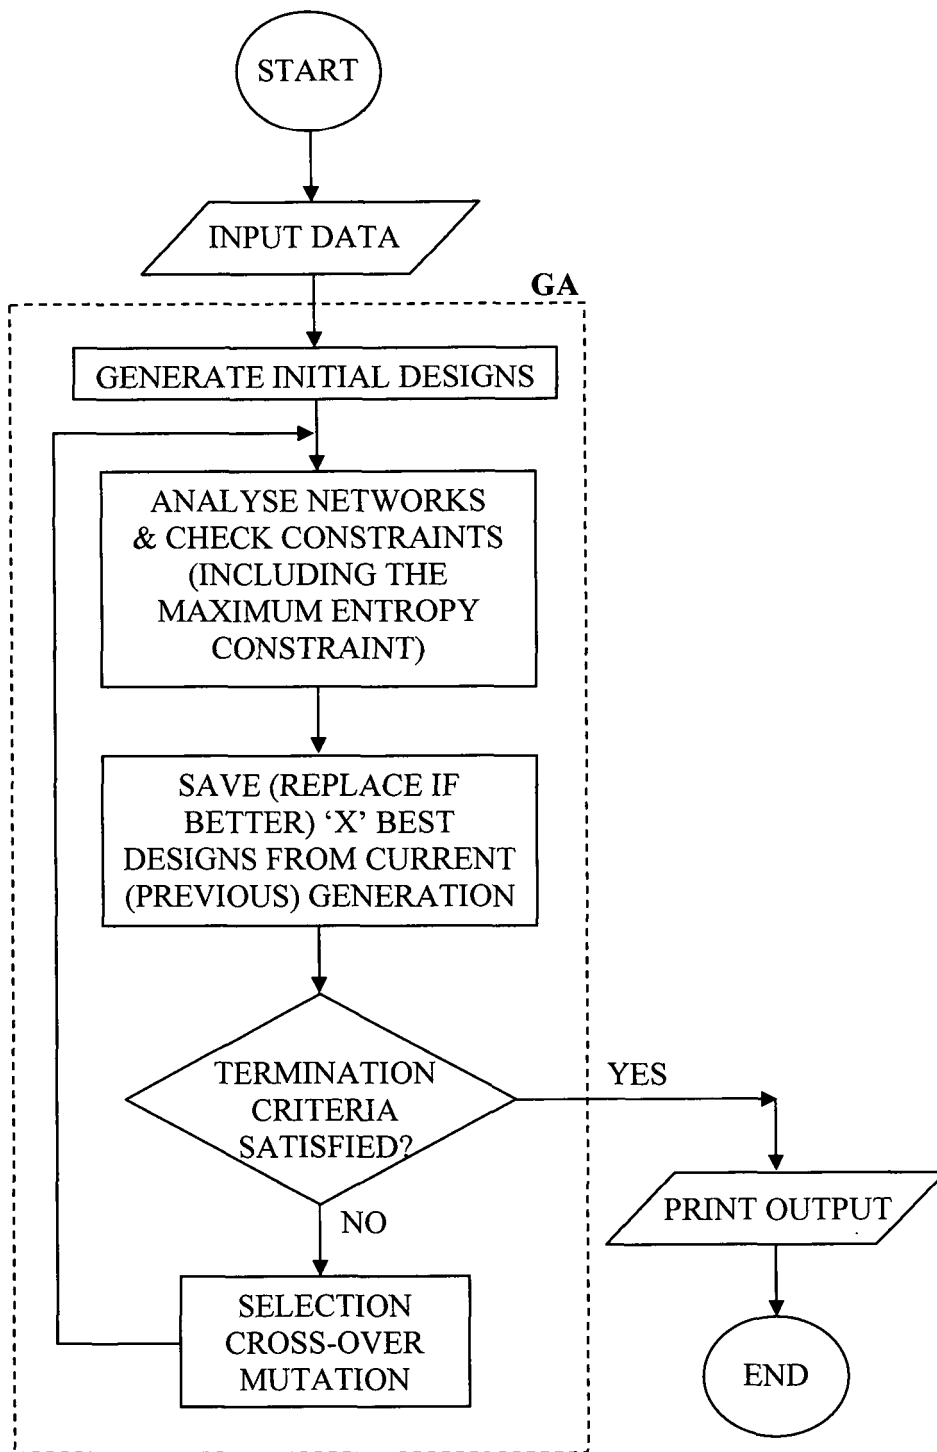 START
INPUT DATA
GA
GENERATE INITIAL DESIGNS
ANALYSE NETWORKS
& CHECK CONSTRAINTS
(INCLUDING THE
MAXIMUM ENTROPY
CONSTRAINT)
SAVE (REPLACE IF
BETTER) ‘X’ BEST
DESIGNS FROM CURRENT
(PREVIOUS) GENERATION
TERMINATION
CRITERIA
SATISFIED?
YES
NO
PRINT OUTPUT
SELECTION
CROSS-OVER
MUTATION
END